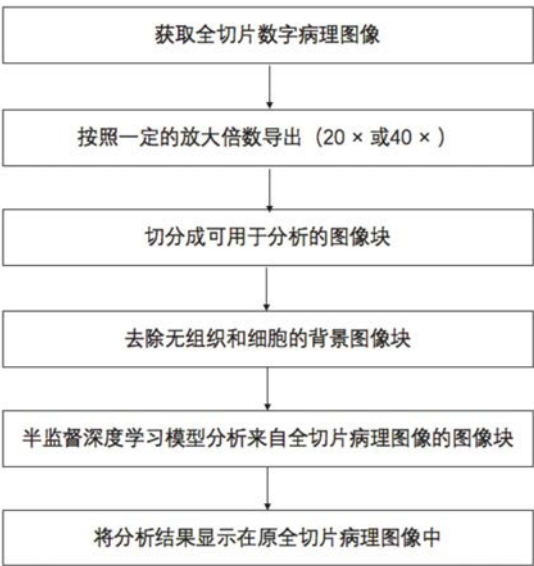 获取全切片数字病理图像
按照一定的放大倍数导出（20 × 或40 × ）
切分成可用于分析的图像块
去除无组织和细胞的背景图像块
半监督深度学习模型分析来自全切片病理图像的图像块
将分析结果显示在原全切片病理图像中